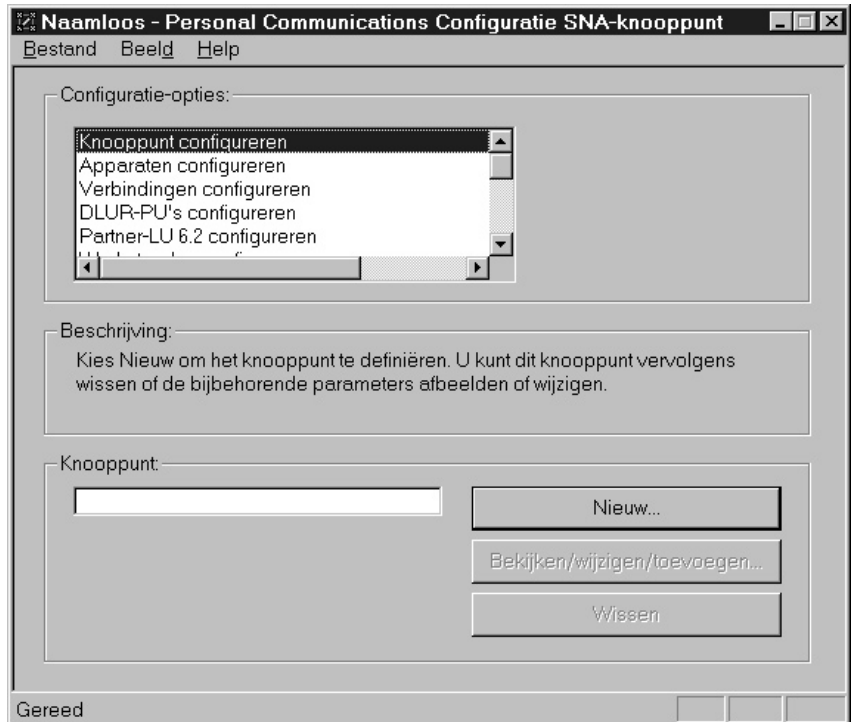 Naamloos - Personal Communications Configuratie SNA-knooppunt
Bestand Beeld Help
Configuratie-opties:
Knooppunt configureren
Apparaten configureren
Verbindingen configureren
DLUR-PU's configureren
Partner-LU 6.2 configureren
Beschrijving:
Kies Nieuw om het knooppunt te definiëren. U kunt dit knooppunt vervolgens
wissen of de bijbehorende parameters afbeelden of wijzigen.
Knooppunt:
Nieuw...
Bekijken/wijzigen/toevoegen...
Wissen
Gereed